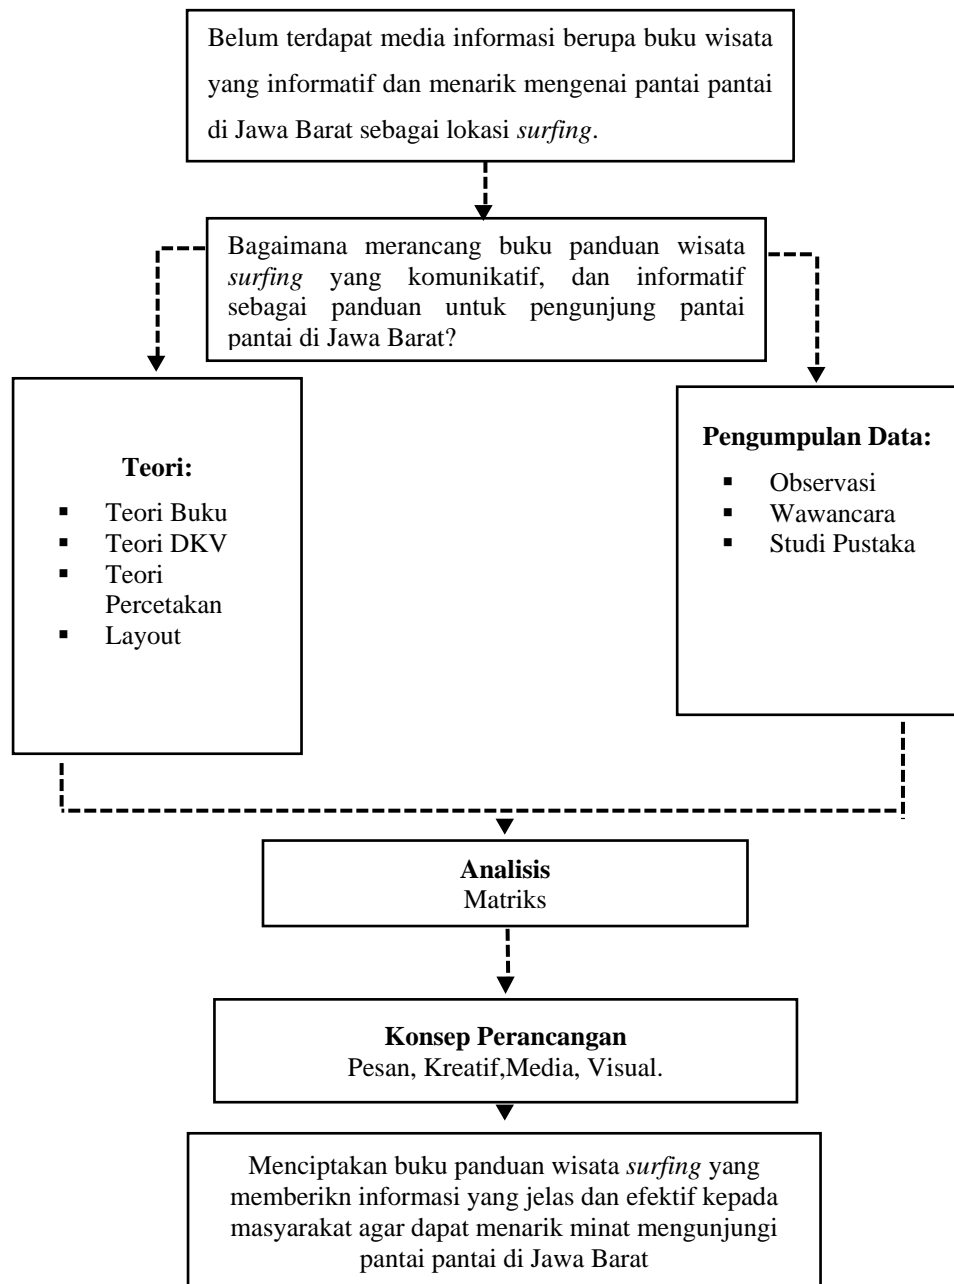 Belum terdapat media informasi berupa buku wisata
yang informatif dan menarik mengenai pantai pantai
di Jawa Barat sebagai lokasi surfing.
Bagaimana merancang buku panduan wisata
surfing yang komunikatif, dan informatif
sebagai panduan untuk pengunjung pantai
pantai di Jawa Barat?
Teori:
▪ Teori Buku
▪ Teori DKV
▪ Teori
Percetakan
▪ Layout
Pengumpulan Data:
▪ Observasi
▪ Wawancara
▪ Studi Pustaka
Analisis
Matriks
Konsep Perancangan
Pesan, Kreatif,Media, Visual.
Menciptakan buku panduan wisata surfing yang
memberikn informasi yang jelas dan efektif kepada
masyarakat agar dapat menarik minat mengunjungi
pantai pantai di Jawa Barat